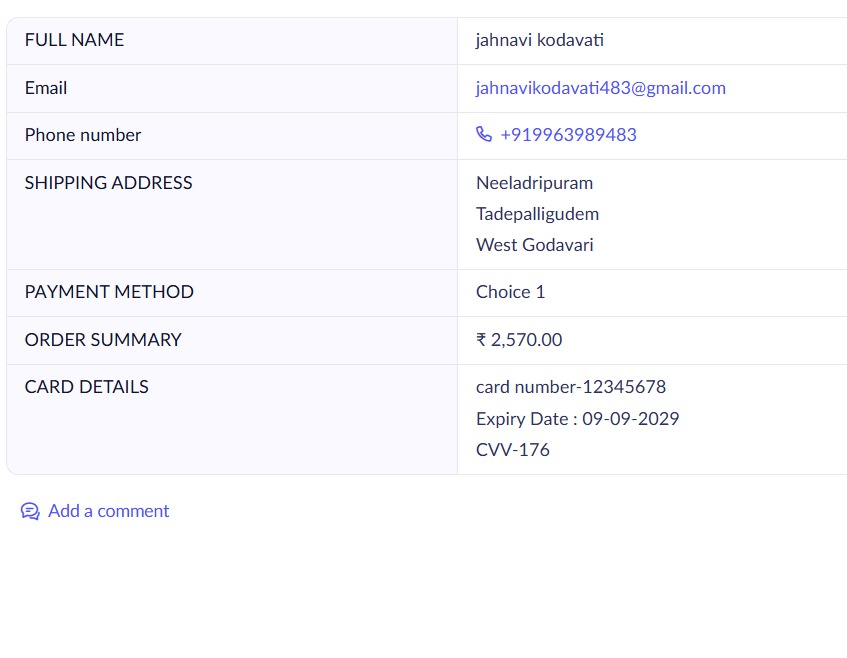 FULL NAME
jahnavi kodavati
Email
jahnavikodavati483@gmail.com
Phone number
+919963989483
SHIPPING ADDRESS
Neeladripuram
Tadepalligudem
West Godavari
PAYMENT METHOD
Choice 1
ORDER SUMMARY
₹ 2,570.00
CARD DETAILS
card number-12345678
Expiry Date : 09-09-2029
CVV-176
Add a comment